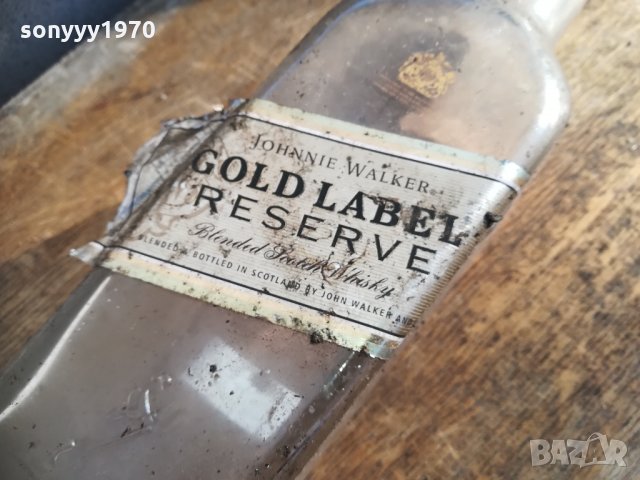 sonyyy1970
JOHNNIE WALKER
GOLD LABEL
RESERVE
Blended Scotch Whisky
BLENDED & BOTTLED IN SCOTLAND BY JOHN WALKER AND
BAZAR